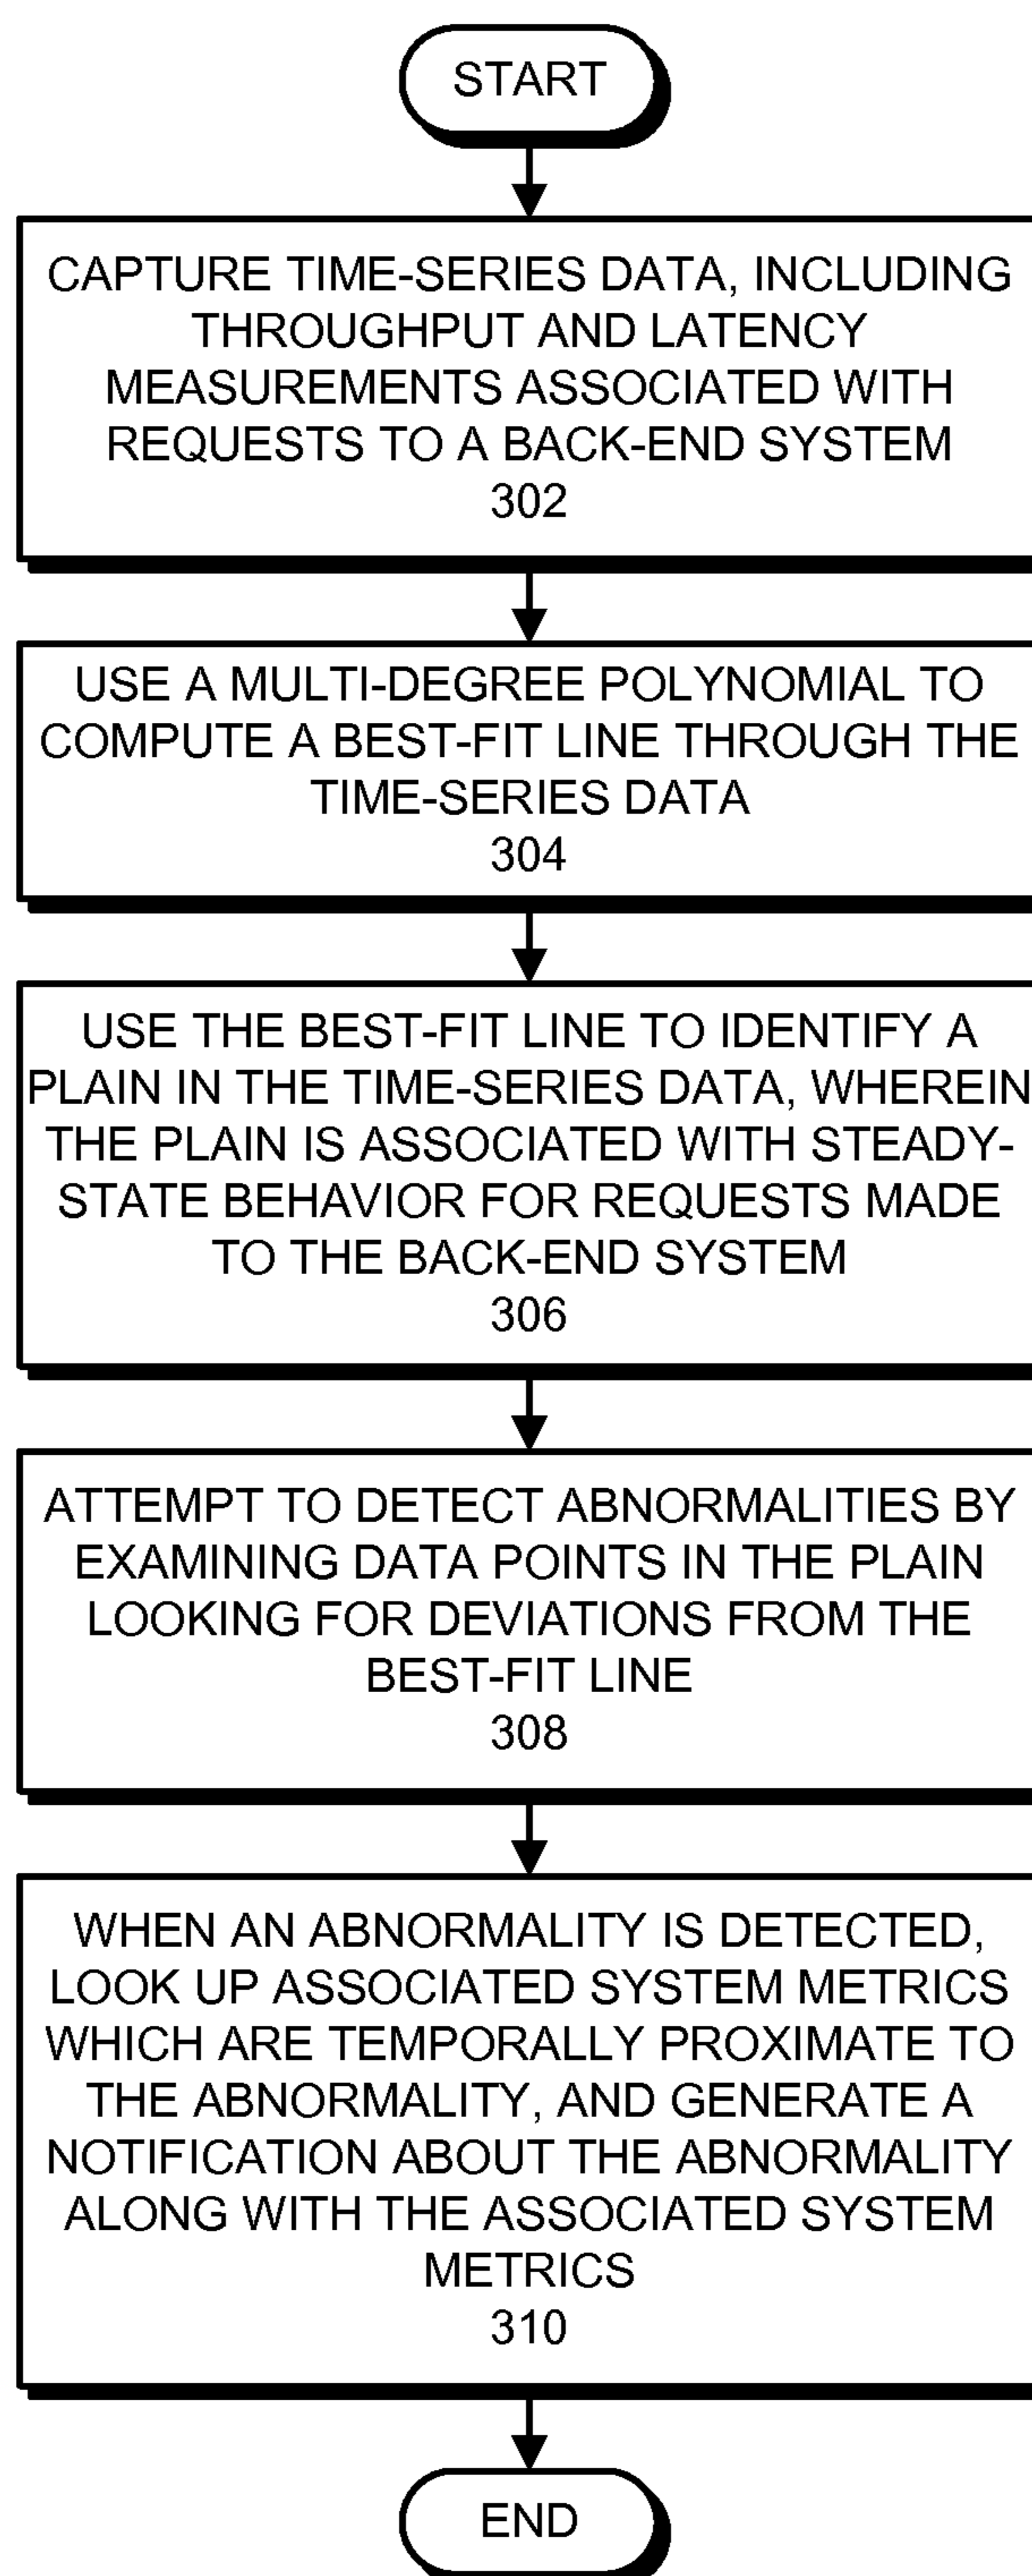 START
CAPTURE TIME-SERIES DATA, INCLUDING
THROUGHPUT AND LATENCY
MEASUREMENTS ASSOCIATED WITH
REQUESTS TO A BACK-END SYSTEM
302
USE A MULTI-DEGREE POLYNOMIAL TO
COMPUTE A BEST-FIT LINE THROUGH THE
TIME-SERIES DATA
304
USE THE BEST-FIT LINE TO IDENTIFY A
PLAIN IN THE TIME-SERIES DATA, WHEREIN
THE PLAIN IS ASSOCIATED WITH STEADY-
STATE BEHAVIOR FOR REQUESTS MADE
TO THE BACK-END SYSTEM
306
ATTEMPT TO DETECT ABNORMALITIES BY
EXAMINING DATA POINTS IN THE PLAIN
LOOKING FOR DEVIATIONS FROM THE
BEST-FIT LINE
308
WHEN AN ABNORMALITY IS DETECTED,
LOOK UP ASSOCIATED SYSTEM METRICS
WHICH ARE TEMPORALLY PROXIMATE TO
THE ABNORMALITY, AND GENERATE A
NOTIFICATION ABOUT THE ABNORMALITY
ALONG WITH THE ASSOCIATED SYSTEM
METRICS
310
END